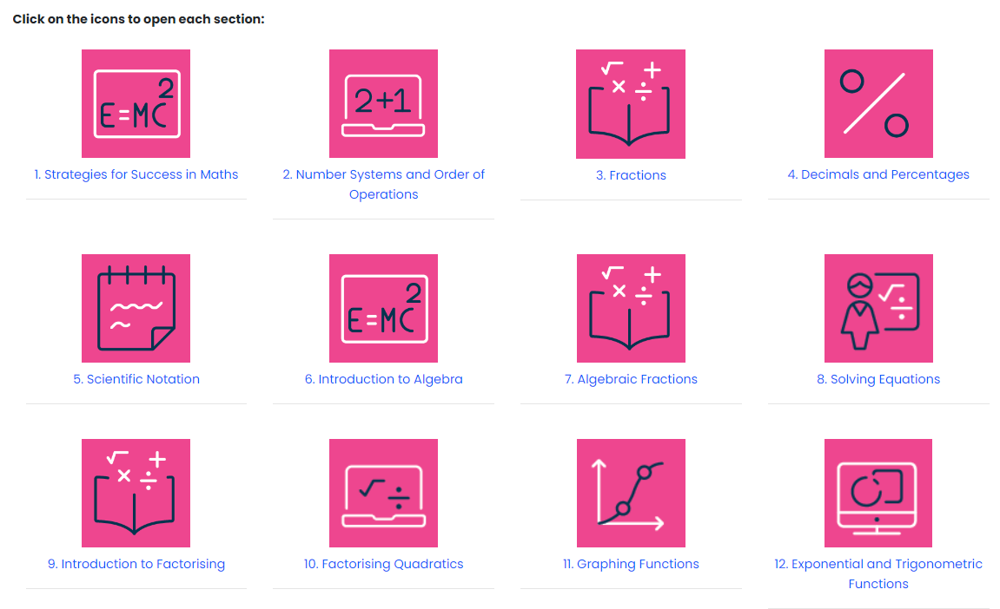 Click on the icons to open each section:
E=MC2
2+1
√ +
× ÷
%
1. Strategies for Success in Maths
2. Number Systems and Order of
Operations
3. Fractions
4. Decimals and Percentages
E=MC2
√ +
× ÷
√ ÷
5. Scientific Notation
6. Introduction to Algebra
7. Algebraic Fractions
8. Solving Equations
√ +
× ÷
√ ÷
9. Introduction to Factorising
10. Factorising Quadratics
11. Graphing Functions
12. Exponential and Trigonometric
Functions